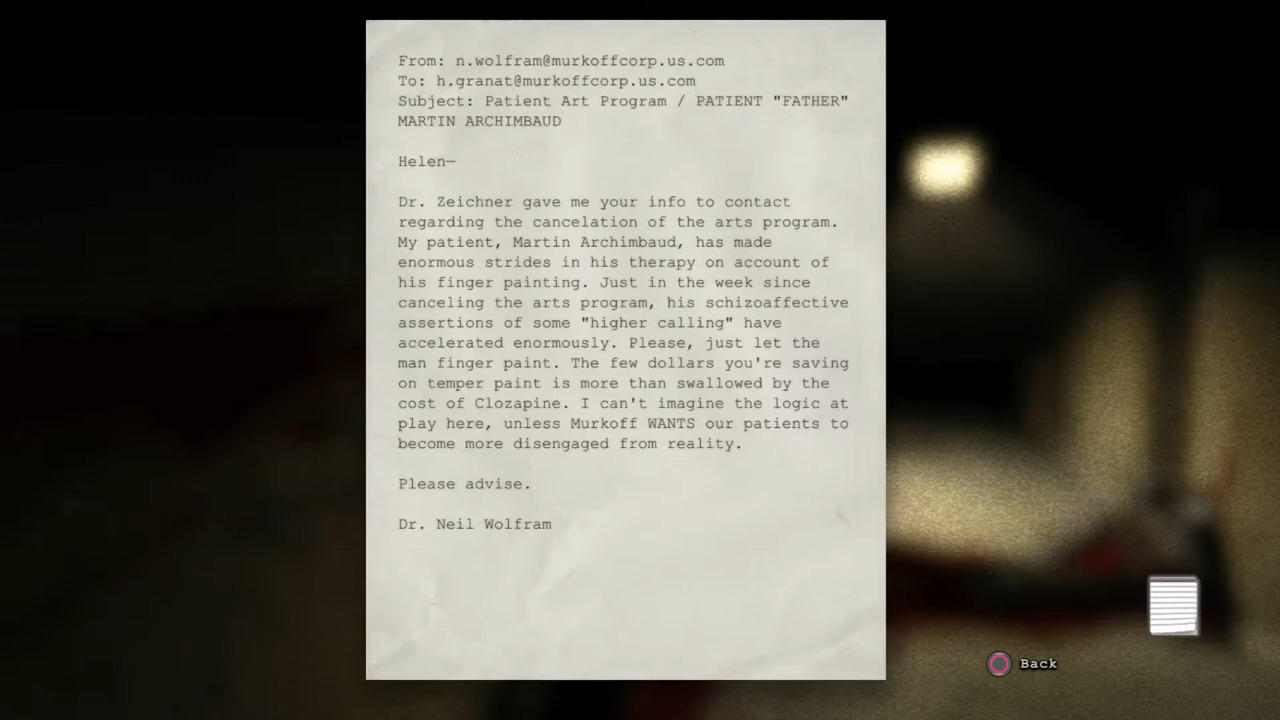 From: n.wolfram@murkoffcorp.us.com
To: h.granat@murkoffcorp.us.com
Subject: Patient Art Program / PATIENT "FATHER"
MARTIN ARCHIMBAUD
Helen—
Dr. Zeichner gave me your info to contact
regarding the cancelation of the arts program.
My patient, Martin Archimbaud, has made
enormous strides in his therapy on account of
his finger painting. Just in the week since
canceling the arts program, his schizoaffective
assertions of some "higher calling" have
accelerated enormously. Please, just let the
man finger paint. The few dollars you're saving
on temper paint is more than swallowed by the
cost of Clozapine. I can't imagine the logic at
play here, unless Murkoff WANTS our patients to
become more disengaged from reality.
Please advise.
Dr. Neil Wolfram
Back